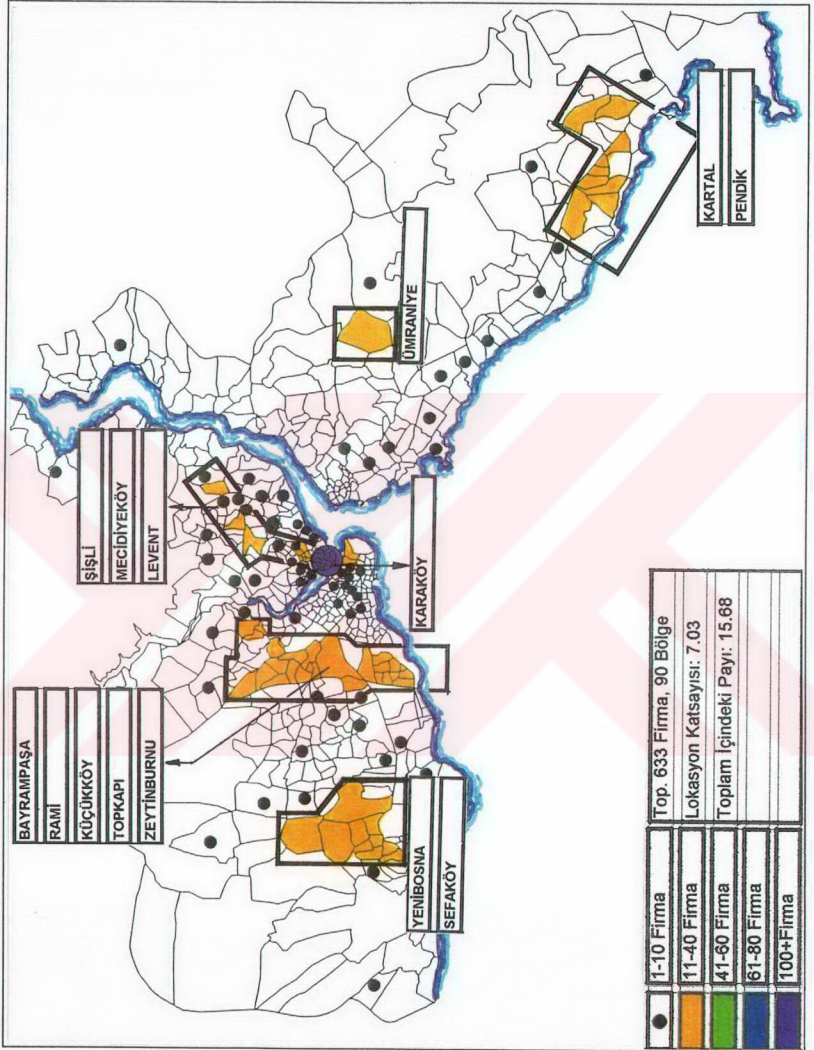 BAYRAMPAŞA
RAMİ
KÜÇÜKKÖY
TOPKAPI
ZEYTİNBURNU
ŞİŞLİ
MECİDİYEKÖY
LEVENT
ÜMRANİYE
KARTAL
PENDİK
KARAKÖY
YENİBOSNA
SEFAKÖY
1-10 Firma
11-40 Firma
41-60 Firma
61-80 Firma
100+Firma
Top. 633 Firma, 90 Bölge
Lokasyon Katsayısı: 7.03
Toplam İçindeki Payı: 15.68